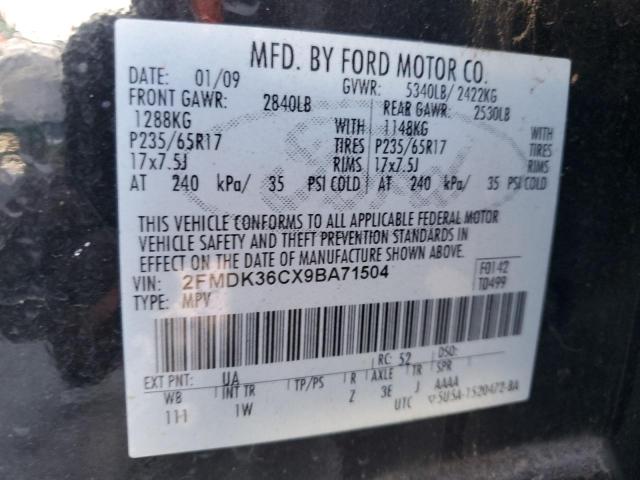 MFD. BY FORD MOTOR CO.
DATE: 01/09 GVWR: 5340LB/ 2422KG
FRONT GAWR: 2840LB REAR GAWR: 2530LB
1288KG WITH 1148KG WITH
P235/65R17 TIRES P235/65R17 TIRES
17x7.5J RIMS 17x7.5J RIMS
AT 240 kPa/ 35 PSI COLD AT 240 kPa/ 35 PSI COLD
THIS VEHICLE CONFORMS TO ALL APPLICABLE FEDERAL MOTOR
VEHICLE SAFETY AND THEFT PREVENTION STANDARDS IN
EFFECT ON THE DATE OF MANUFACTURE SHOWN ABOVE.
VIN: 2FMDK36CX9BA71504 F0142
TYPE: MPV T0499
EXT PNT: UA RC: 52 DSO:
WB INT TR TP/PS R AXLE TR SPR
111 1W Z 3E J AAAA
UTC 5U5A-1520472-BA